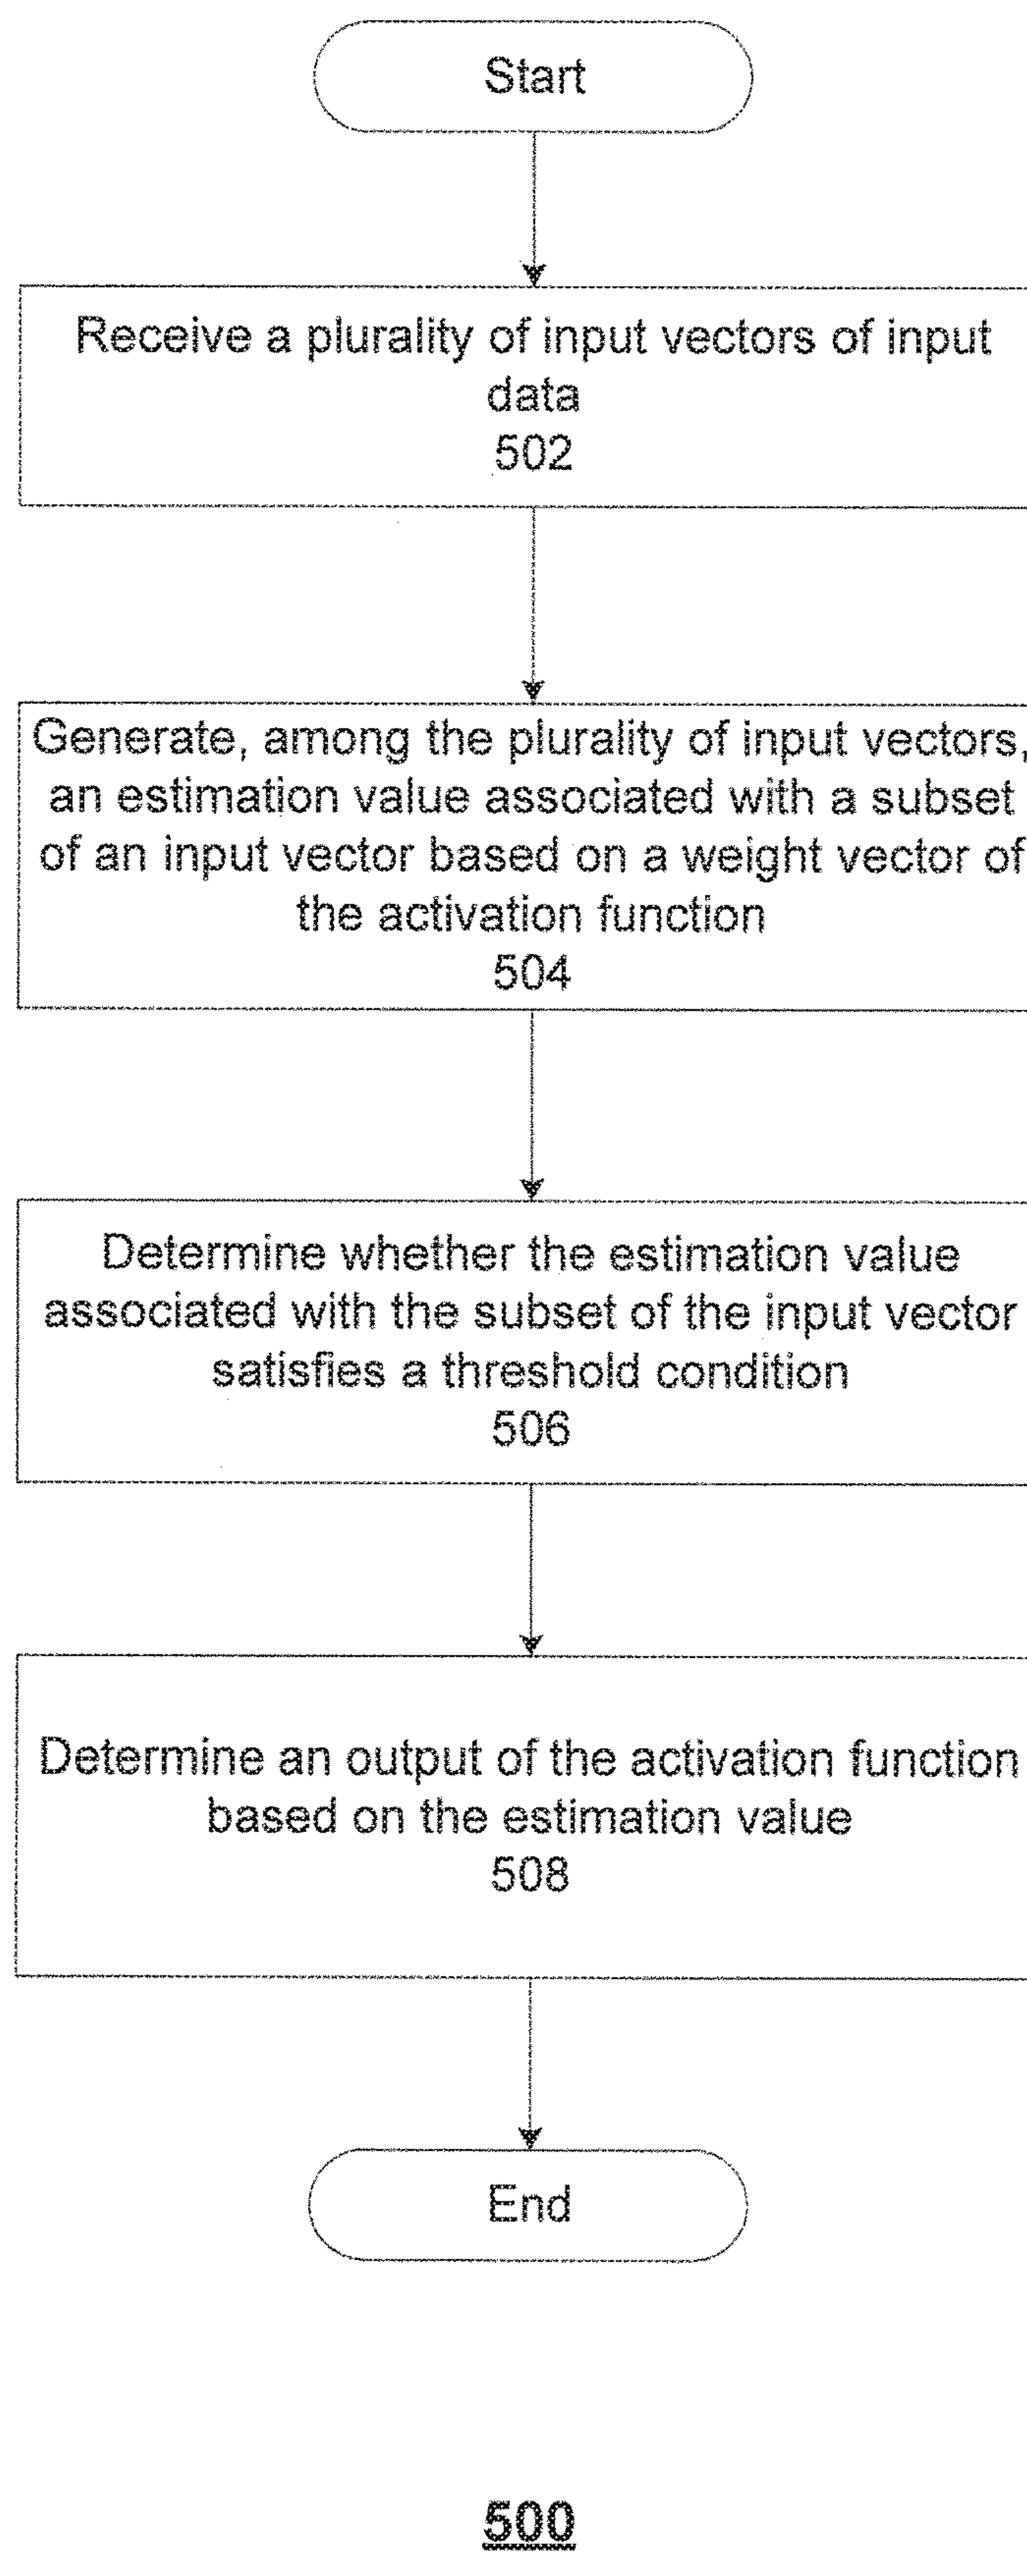 Start
Receive a plurality of input vectors of input
data
502
Generate, among the plurality of input vectors,
an estimation value associated with a subset
of an input vector based on a weight vector of
the activation function
504
Determine whether the estimation value
associated with the subset of the input vector
satisfies a threshold condition
506
Determine an output of the activation function
based on the estimation value
508
End
500